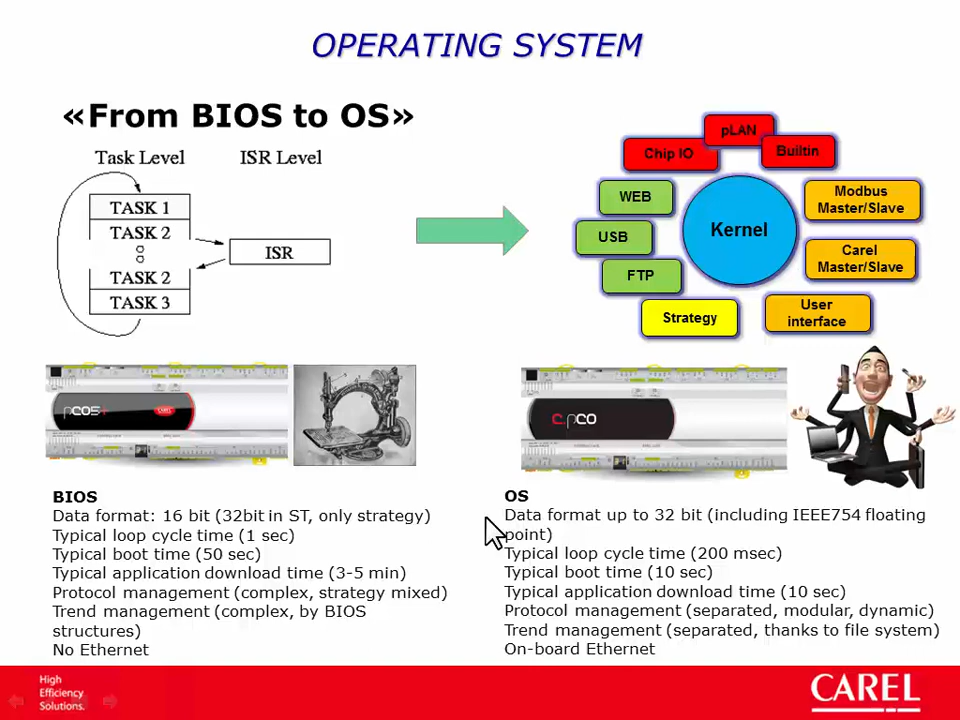 OPERATING SYSTEM
«From BIOS to OS»
Task Level
ISR Level
TASK 1
TASK 2
TASK 2
TASK 3
ISR
pLAN
Chip IO
Builtin
WEB
Modbus
Master/Slave
Kernel
USB
Carel
Master/Slave
FTP
Strategy
User
interface
pCO5+
CAREL
c.pCO
BIOS
Data format: 16 bit (32bit in ST, only strategy)
Typical loop cycle time (1 sec)
Typical boot time (50 sec)
Typical application download time (3-5 min)
Protocol management (complex, strategy mixed)
Trend management (complex, by BIOS
structures)
No Ethernet
OS
Data format up to 32 bit (including IEEE754 floating
point)
Typical loop cycle time (200 msec)
Typical boot time (10 sec)
Typical application download time (10 sec)
Protocol management (separated, modular, dynamic)
Trend management (separated, thanks to file system)
On-board Ethernet
High
Efficiency
Solutions.
CAREL